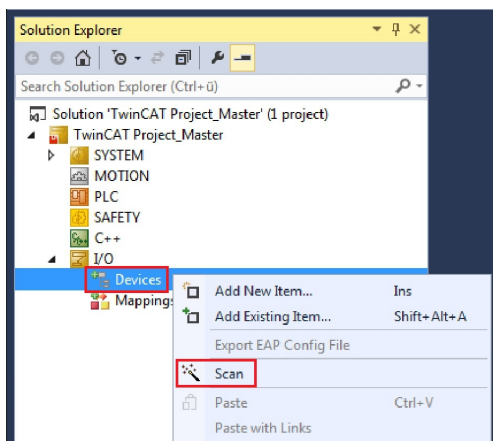 Solution Explorer
Search Solution Explorer (Ctrl+ü)
Solution 'TwinCAT Project_Master' (1 project)
TwinCAT Project_Master
SYSTEM
MOTION
PLC
SAFETY
C++
I/O
Devices
Mappings
Add New Item... Ins
Add Existing Item... Shift+Alt+A
Export EAP Config File
Scan
Paste Ctrl+V
Paste with Links